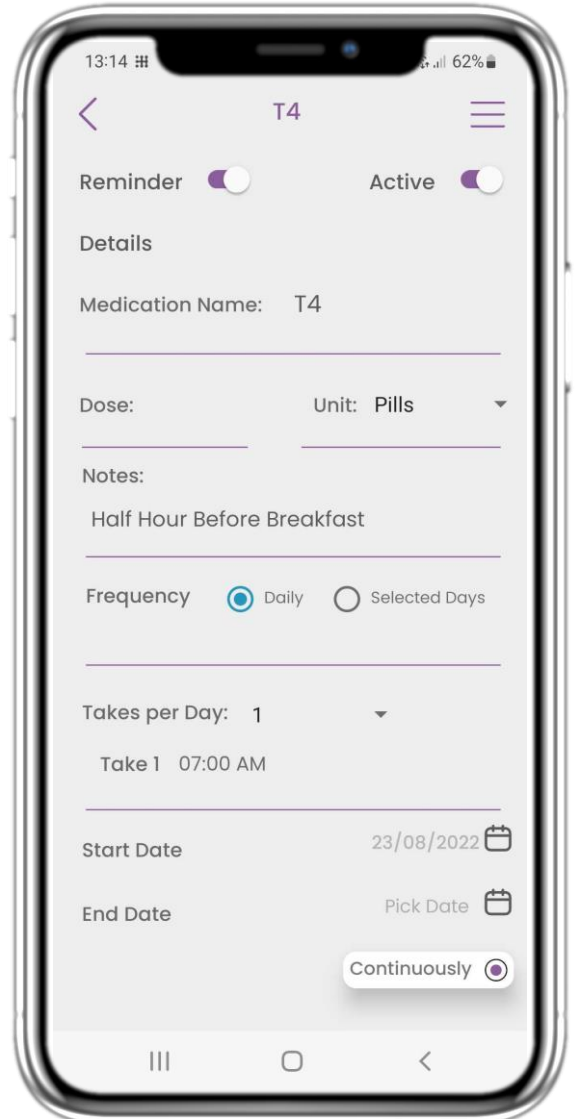 13:14 62%
T4
Reminder Active
Details
Medication Name: T4
Dose: Unit: Pills
Notes:
Half Hour Before Breakfast
Frequency Daily Selected Days
Takes per Day: 1
Take 1 07:00 AM
Start Date 23/08/2022
End Date Pick Date
Continuously